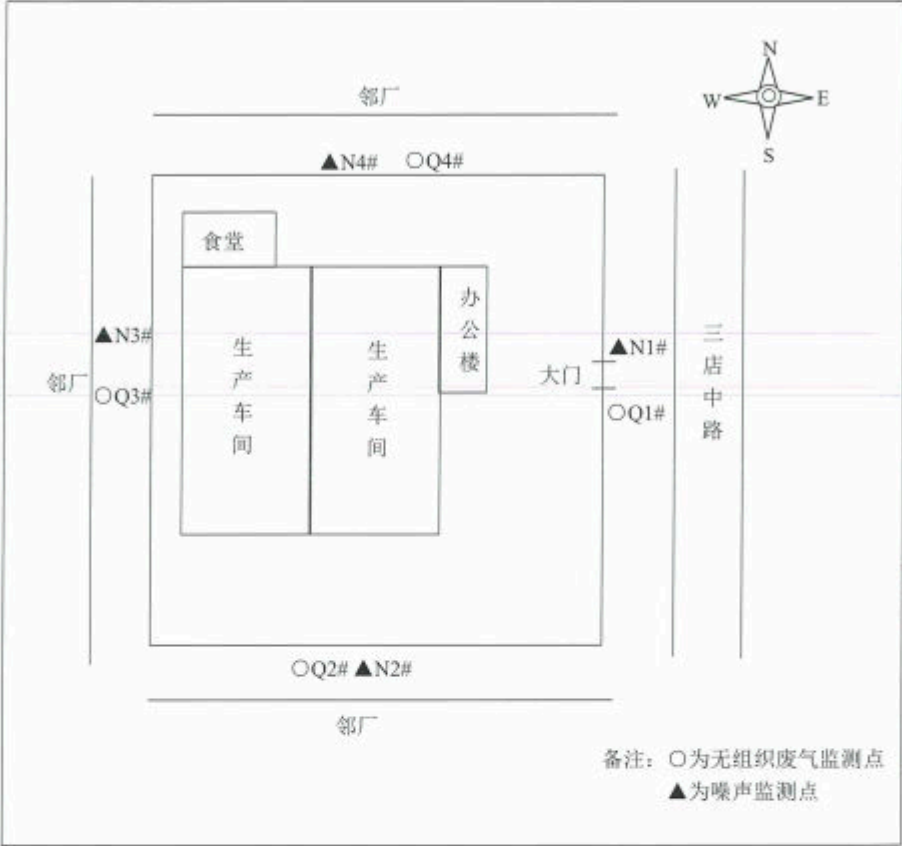 N
W
E
S
邻厂
▲N4# ○Q4#
食堂
办公楼
生产车间
生产车间
▲N3#
邻厂
○Q3#
▲N1#
大门
○Q1#
三店中路
○Q2# ▲N2#
邻厂
备注：○为无组织废气监测点
▲为噪声监测点